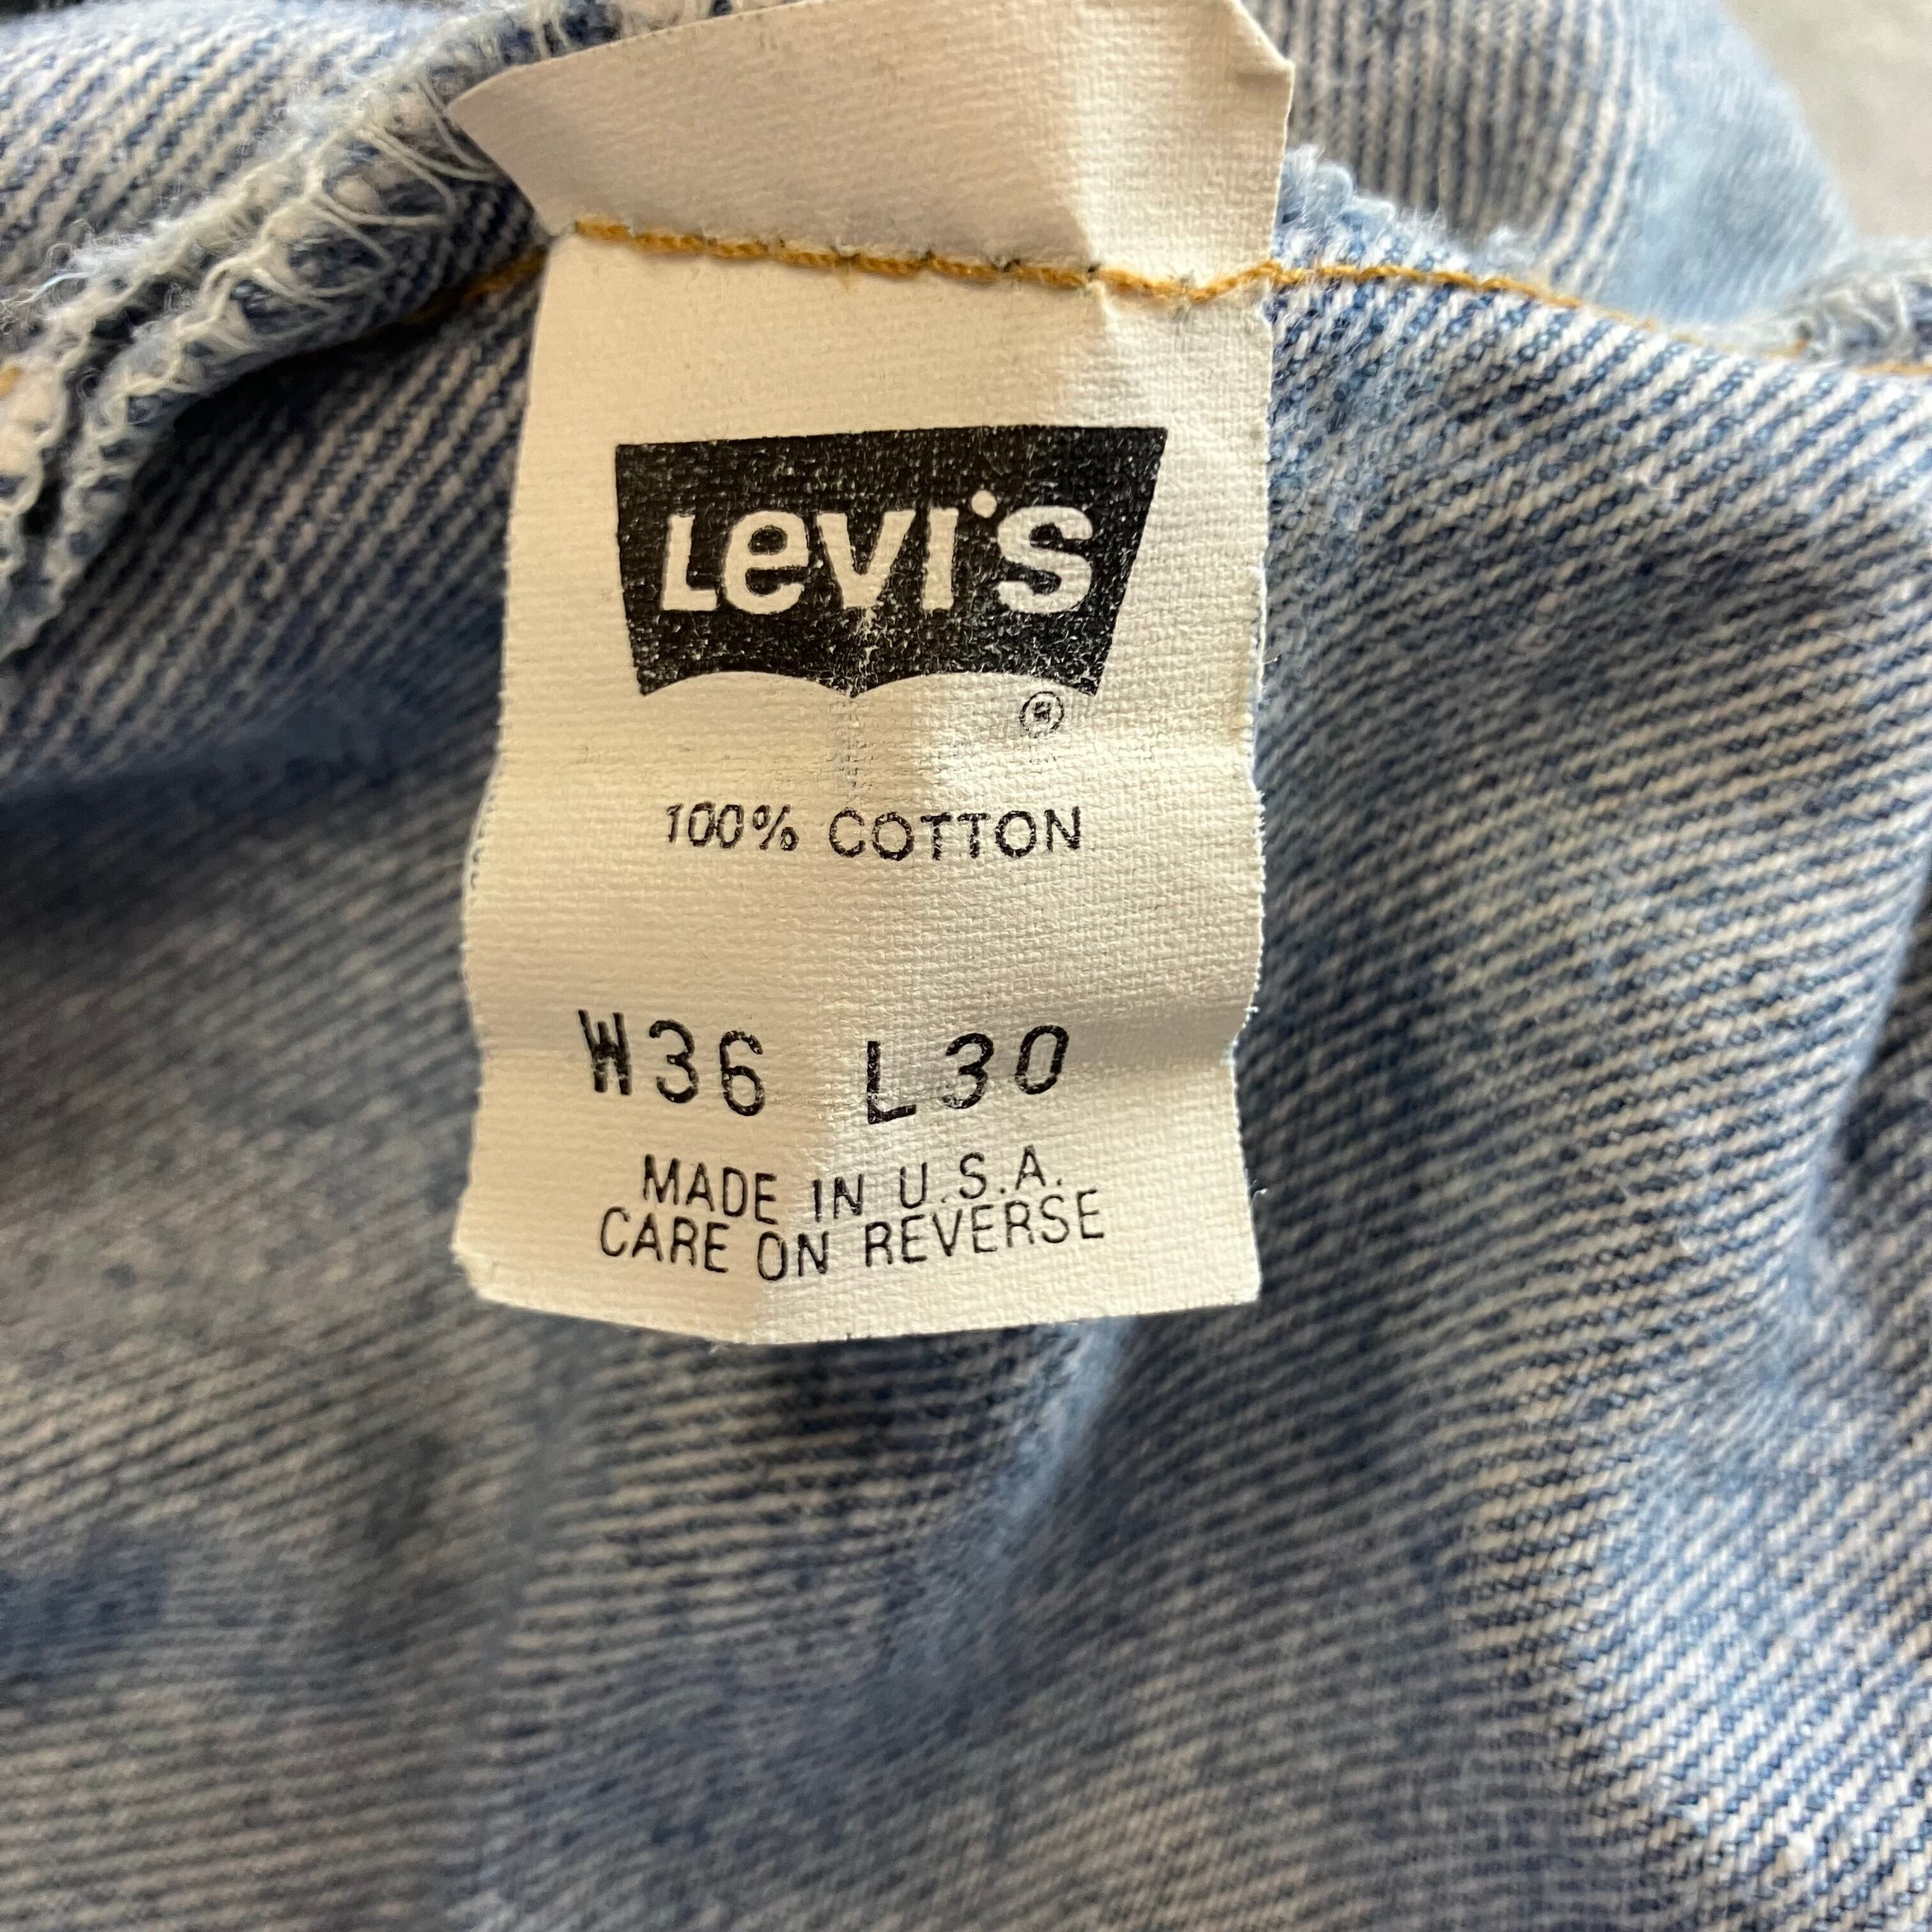 Levi's
®
100% COTTON
W36 L30
MADE IN U.S.A.
CARE ON REVERSE